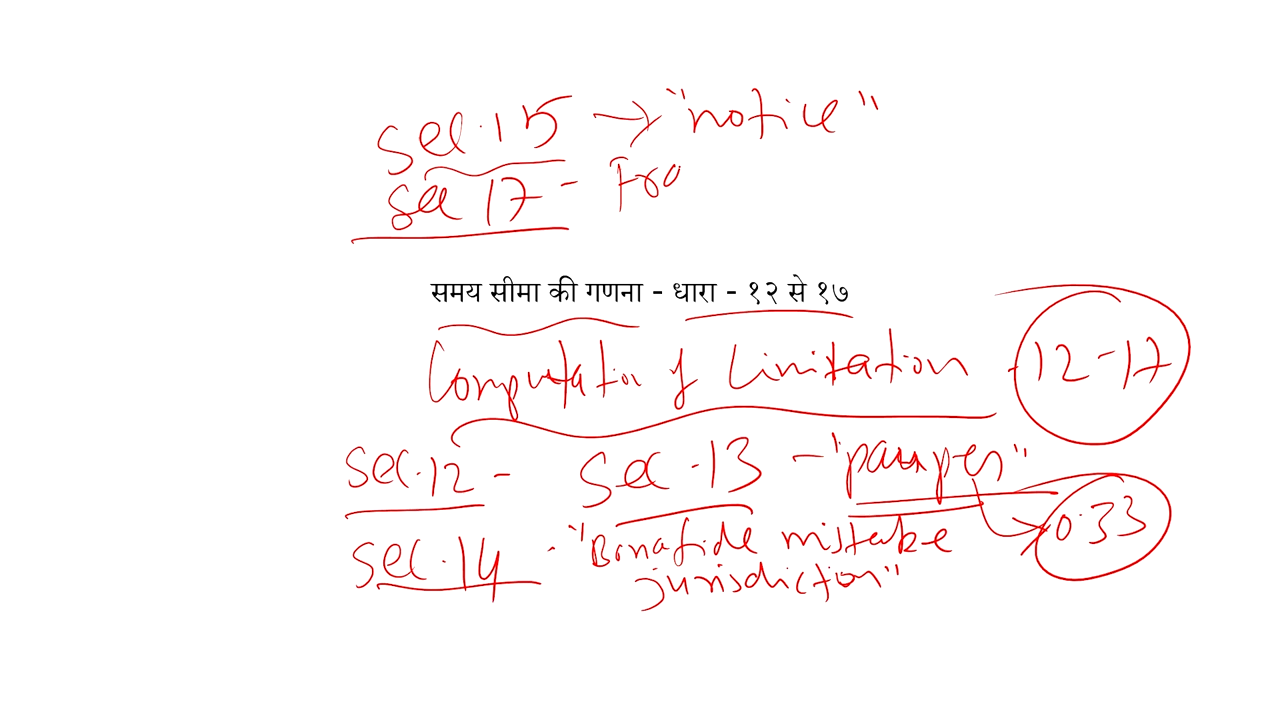 Sec.15 → "notice"
Sec 17 - Fra
समय सीमा की गणना - धारा - १२ से १७
Computation of Limitation - 12-17
Sec.12 - Sec.13 - "pauper"
Sec.14 - "Bonafide mistake → 0.33
jurisdiction"